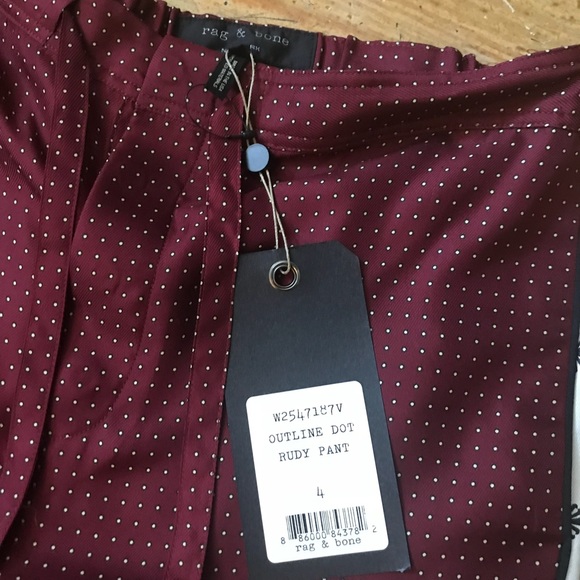 rag & bone
W2547187V
OUTLINE DOT
RUDY PANT
4
8 86000 84378 2
rag & bone